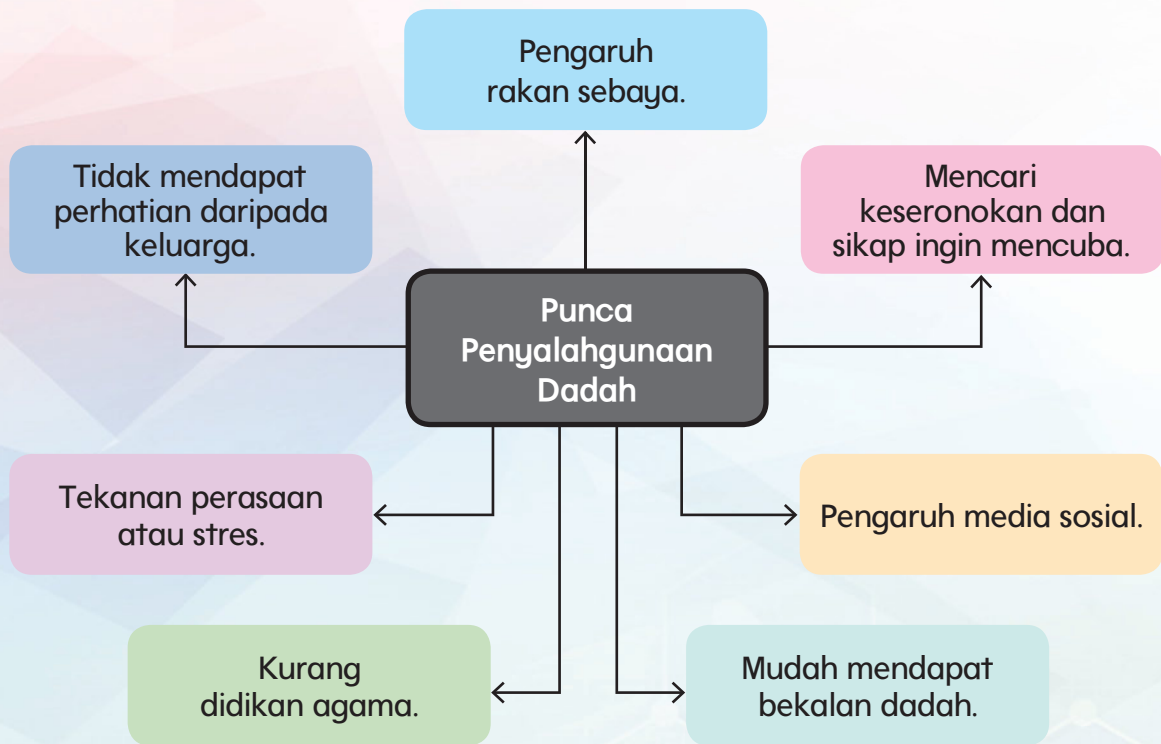 Pengaruh
rakan sebaya.
Tidak mendapat
perhatian daripada
keluarga.
Mencari
keseronokan dan
sikap ingin mencuba.
Punca
Penyalahgunaan
Dadah
Tekanan perasaan
atau stres.
Pengaruh media sosial.
Kurang
didikan agama.
Mudah mendapat
bekalan dadah.